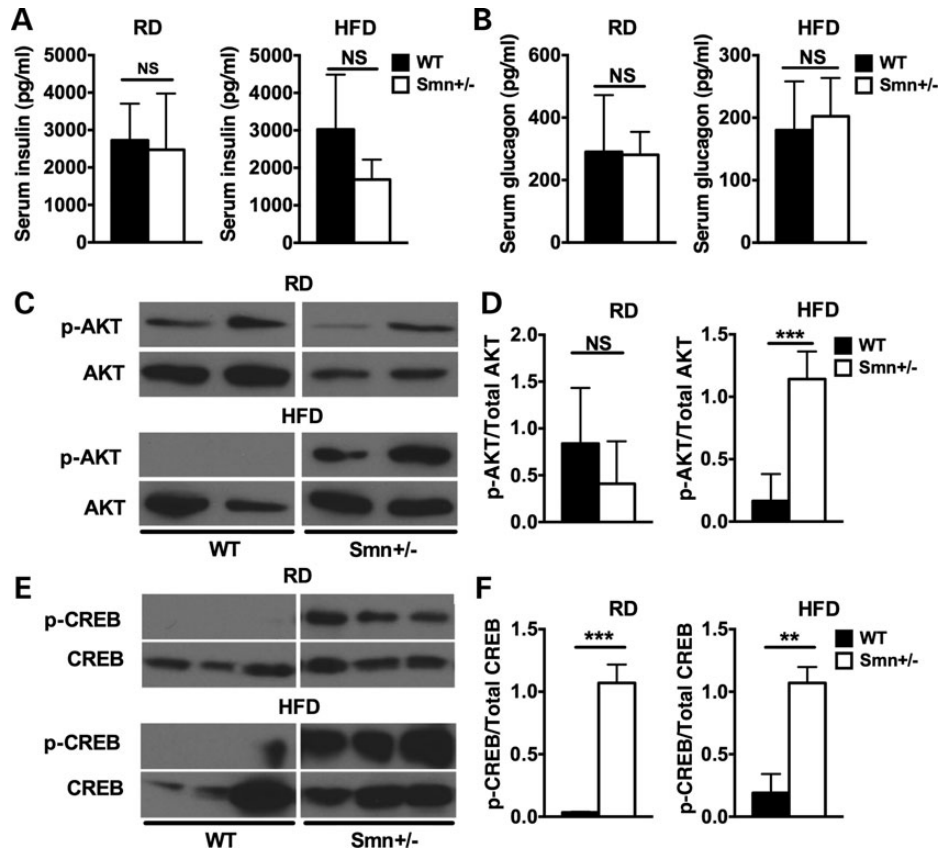 A
RD
Serum insulin (pg/ml)
5000
4000
3000
2000
1000
0
NS
HFD
Serum insulin (pg/ml)
5000
4000
3000
2000
1000
0
NS
WT
Smn+/-
B
RD
Serum glucagon (pg/ml)
600
400
200
0
NS
HFD
Serum glucagon (pg/ml)
300
200
100
0
NS
WT
Smn+/-
C
RD
p-AKT
AKT
HFD
p-AKT
AKT
WT
Smn+/-
D
RD
p-AKT/Total AKT
2.0
1.5
1.0
0.5
0.0
NS
HFD
p-AKT/Total AKT
1.5
1.0
0.5
0.0
***
WT
Smn+/-
E
RD
p-CREB
CREB
HFD
p-CREB
CREB
WT
Smn+/-
F
RD
p-CREB/Total CREB
1.5
1.0
0.5
0.0
***
HFD
p-CREB/Total CREB
1.5
1.0
0.5
0.0
**
WT
Smn+/-